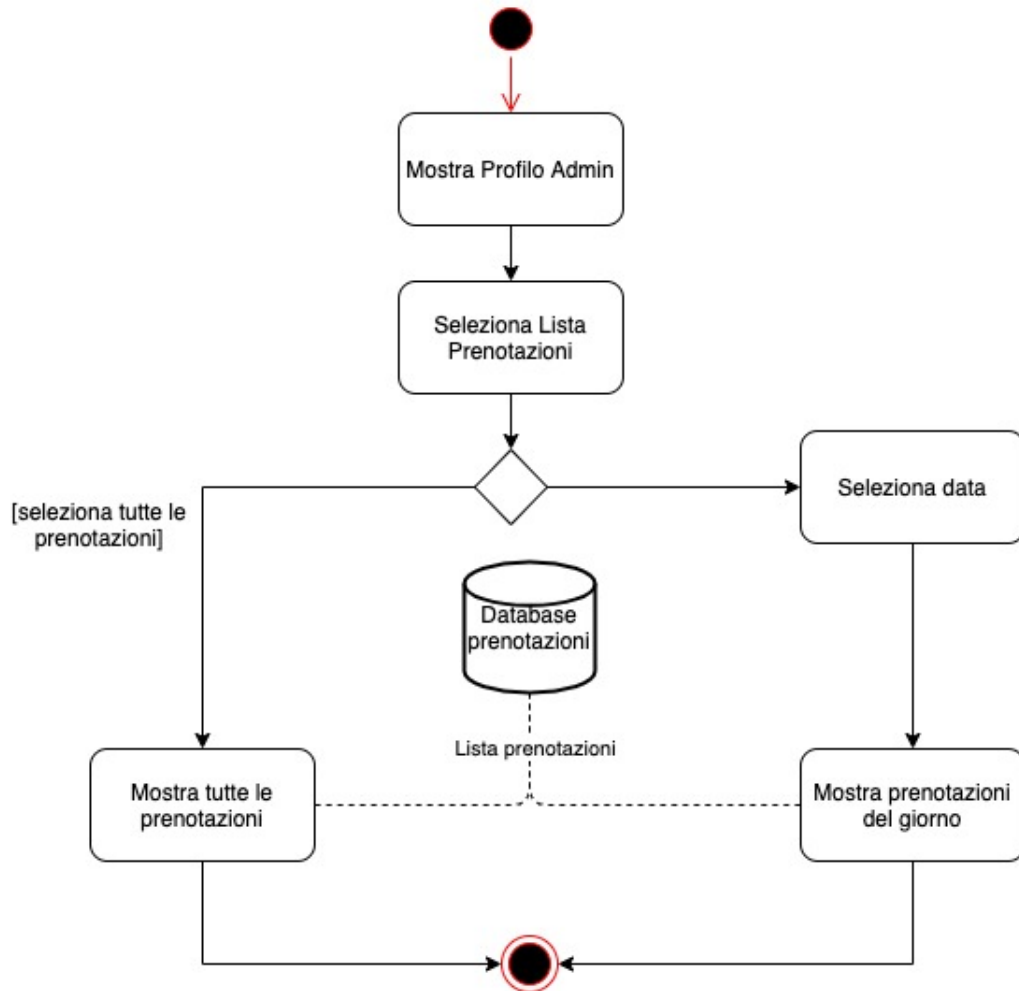 Mostra Profilo Admin
Seleziona Lista
Prenotazioni
Seleziona data
[seleziona tutte le
prenotazioni]
Database
prenotazioni
Lista prenotazioni
Mostra tutte le
prenotazioni
Mostra prenotazioni
del giorno